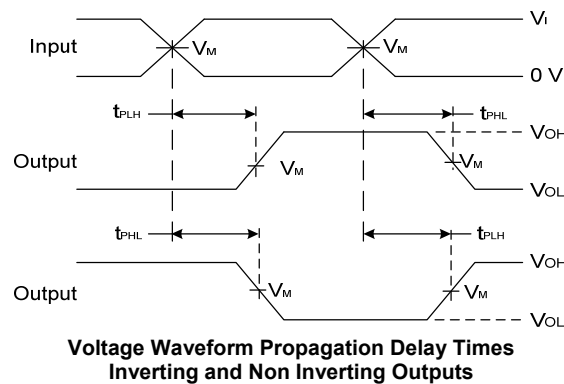 VI
Input VM VM
0 V
tPLH tPHL
VOH
Output VM VM
VOL
tPHL tPLH
VOH
Output VM VM
VOL
Voltage Waveform Propagation Delay Times
Inverting and Non Inverting Outputs